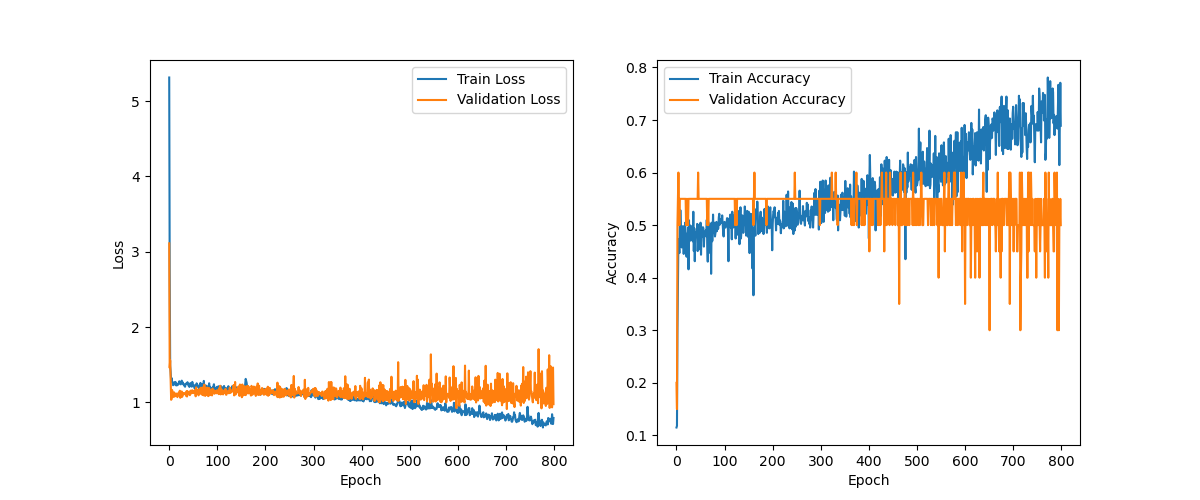 Train Loss
Validation Loss
5
4
3
2
1
Loss
0 100 200 300 400 500 600 700 800
Epoch
Train Accuracy
Validation Accuracy
0.8
0.7
0.6
0.5
0.4
0.3
0.2
0.1
Accuracy
0 100 200 300 400 500 600 700 800
Epoch